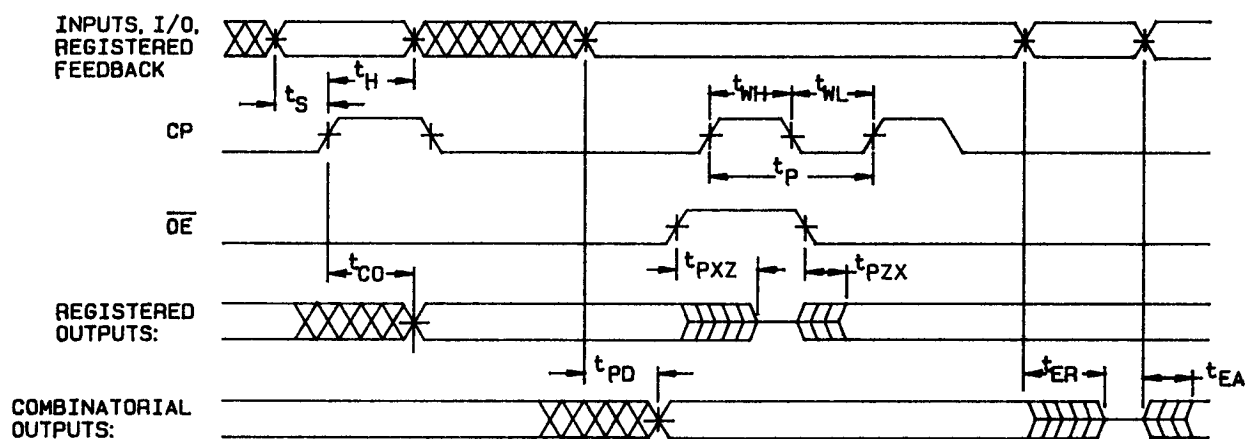 INPUTS, I/O,
REGISTERED
FEEDBACK
tH
tS
tWH
tWL
CP
tP
OE
tCO
tPXZ
tPZX
REGISTERED
OUTPUTS:
tPD
tER
tEA
COMBINATORIAL
OUTPUTS: